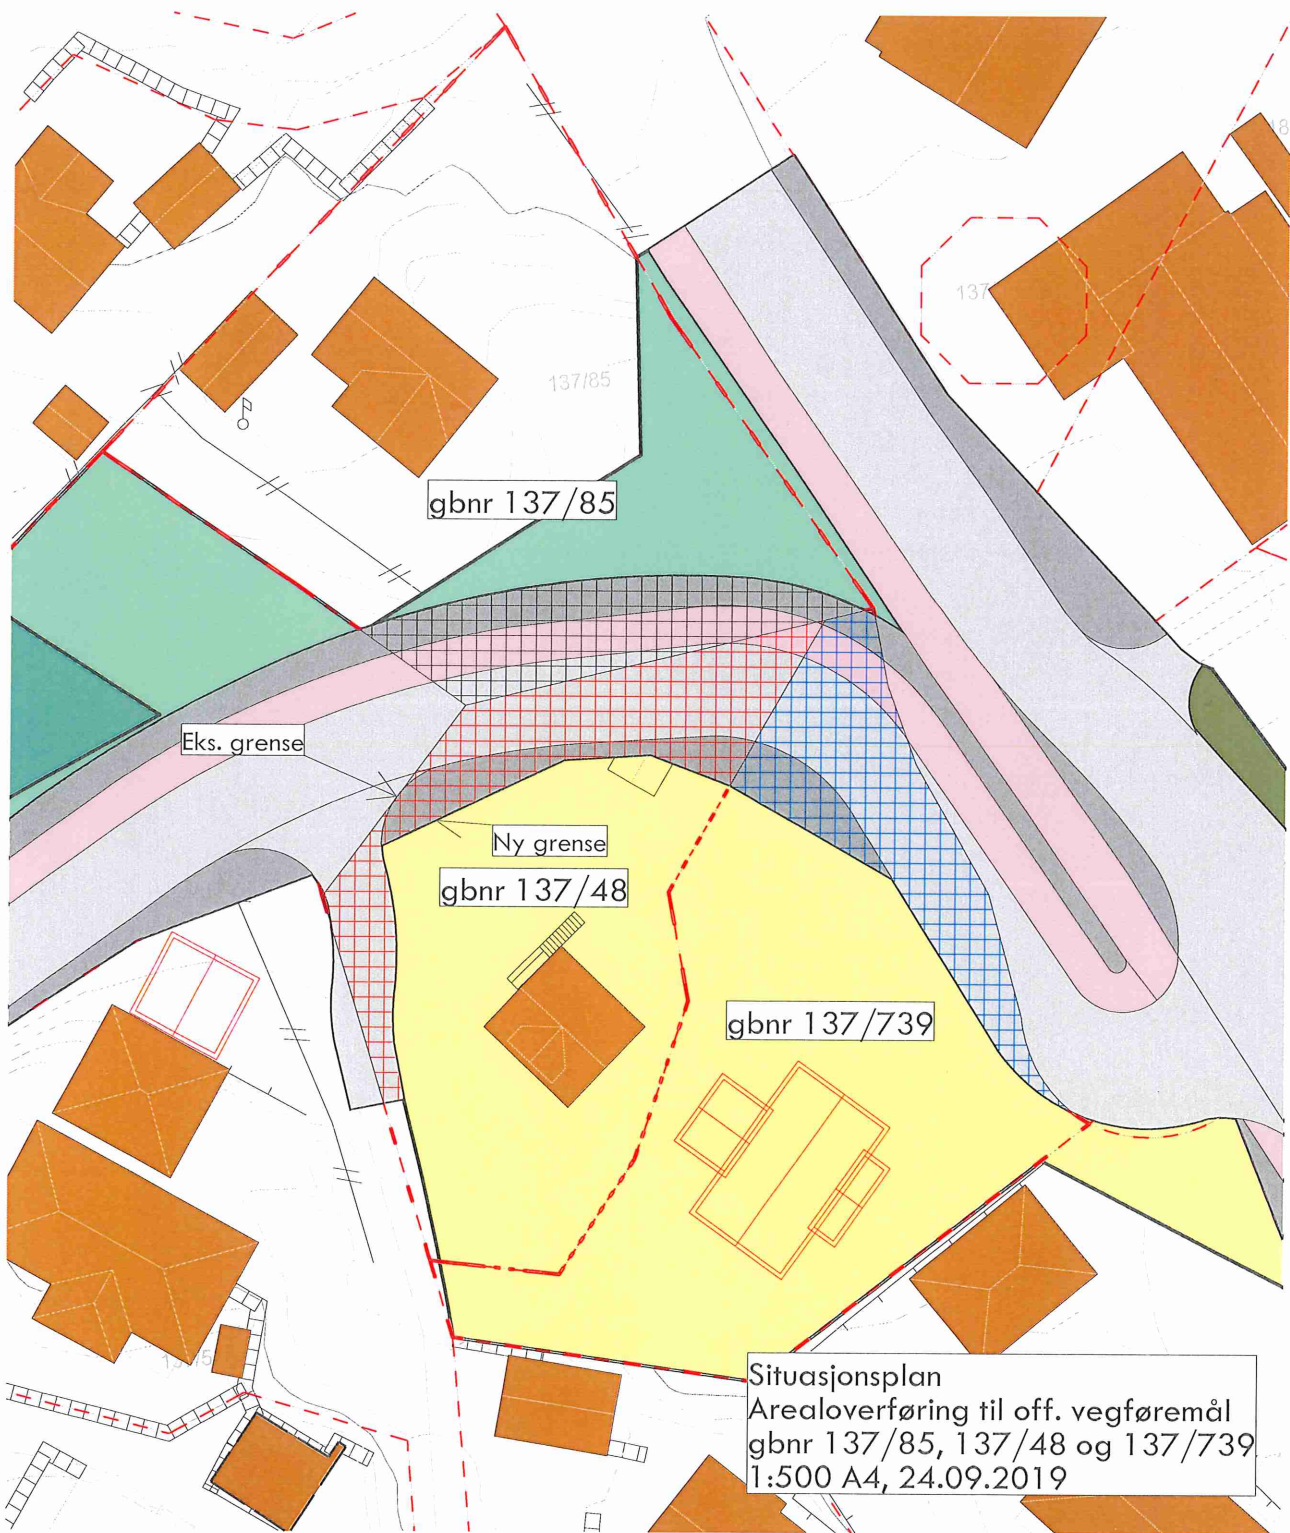 137/85
gbnr 137/85
137
Eks. grense
Ny grense
gbnr 137/48
gbnr 137/739
Situasjonsplan
Arealoverføring til off. vegføremål
gbnr 137/85, 137/48 og 137/739
1:500 A4, 24.09.2019